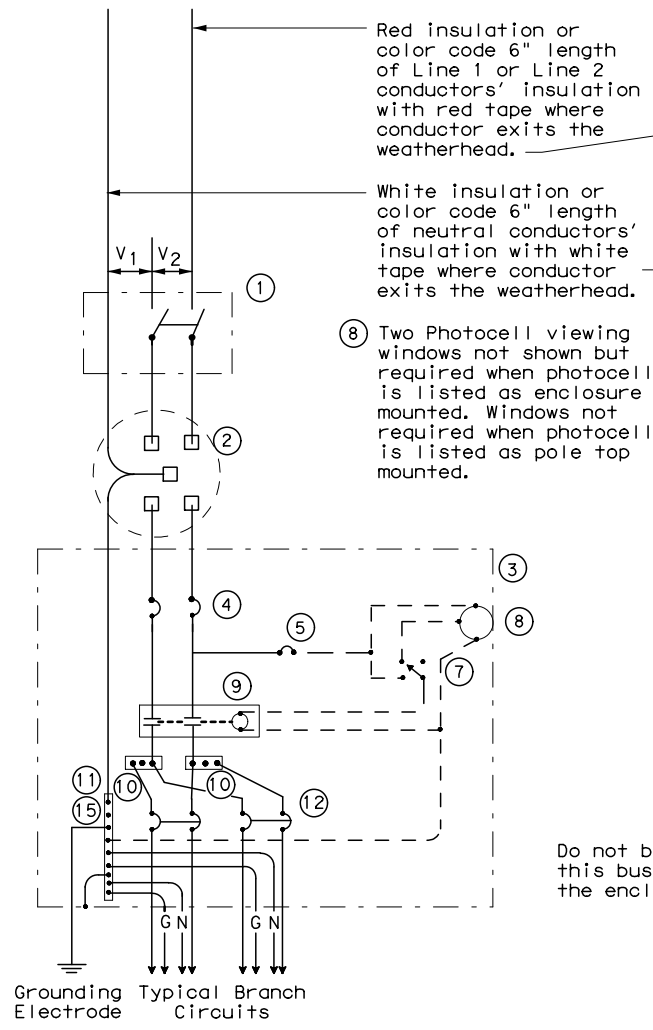 Red insulation or
color code 6" length
of Line 1 or Line 2
conductors' insulation
with red tape where
conductor exits the
weatherhead.
White insulation or
color code 6" length
of neutral conductors'
insulation with white
tape where conductor
exits the weatherhead.
V1 V2
1
8 Two Photocell viewing
windows not shown but
required when photocell
is listed as enclosure
mounted. Windows not
required when photocell
is listed as pole top
mounted.
2
3
4
5
8
7
9
11 10 10
15 12
Do not b
this bus
the encl
G N G N
Grounding
Electrode
Typical Branch
Circuits